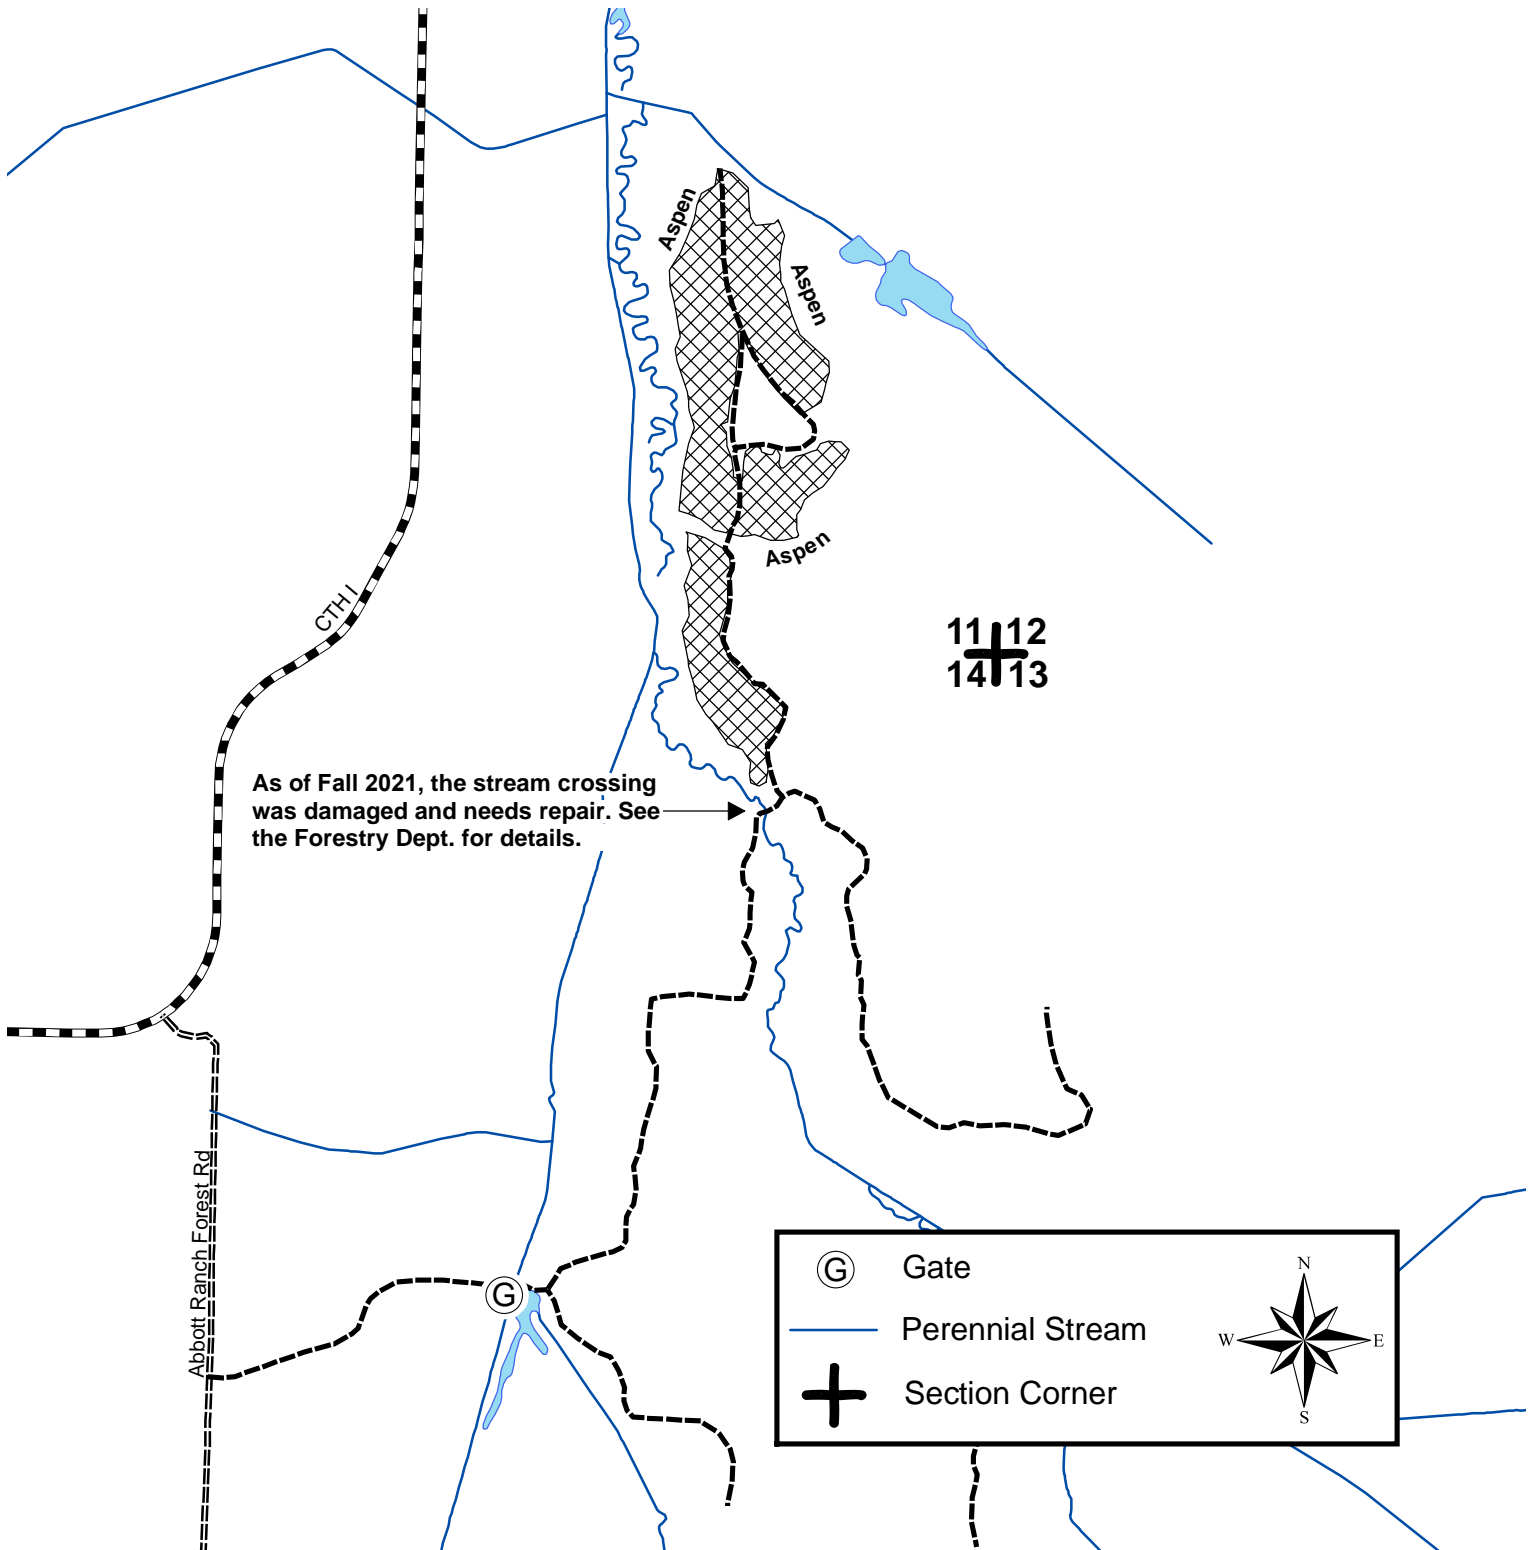 Aspen
Aspen
Aspen
CTH I
11 12
14 13
As of Fall 2021, the stream crossing
was damaged and needs repair. See
the Forestry Dept. for details.
Abbott Ranch Forest Rd
G
G Gate
Perennial Stream
Section Corner
N
W E
S